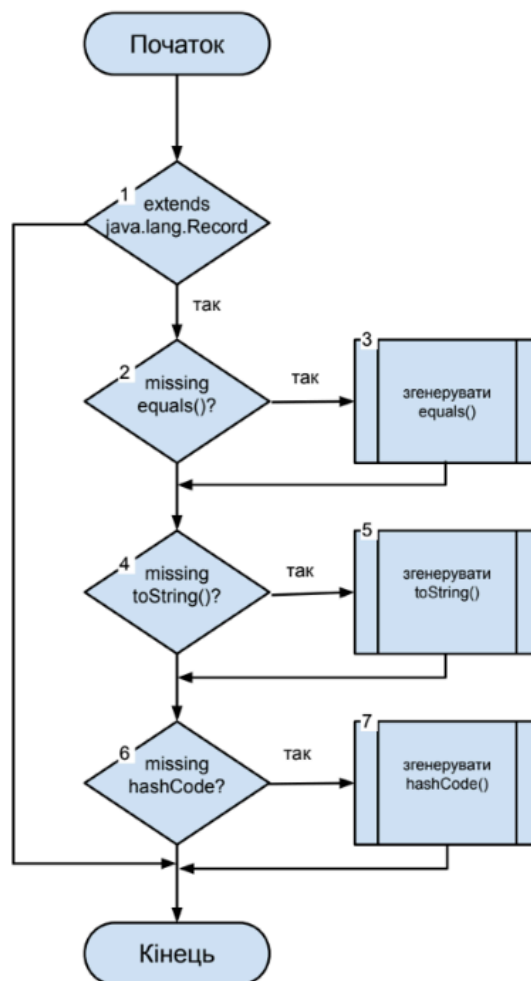 Початок
1
extends
java.lang.Record
так
2
missing
equals()?
так
3
згенерувати
equals()
4
missing
toString()?
так
5
згенерувати
toString()
6
missing
hashCode?
так
7
згенерувати
hashCode()
Кінець